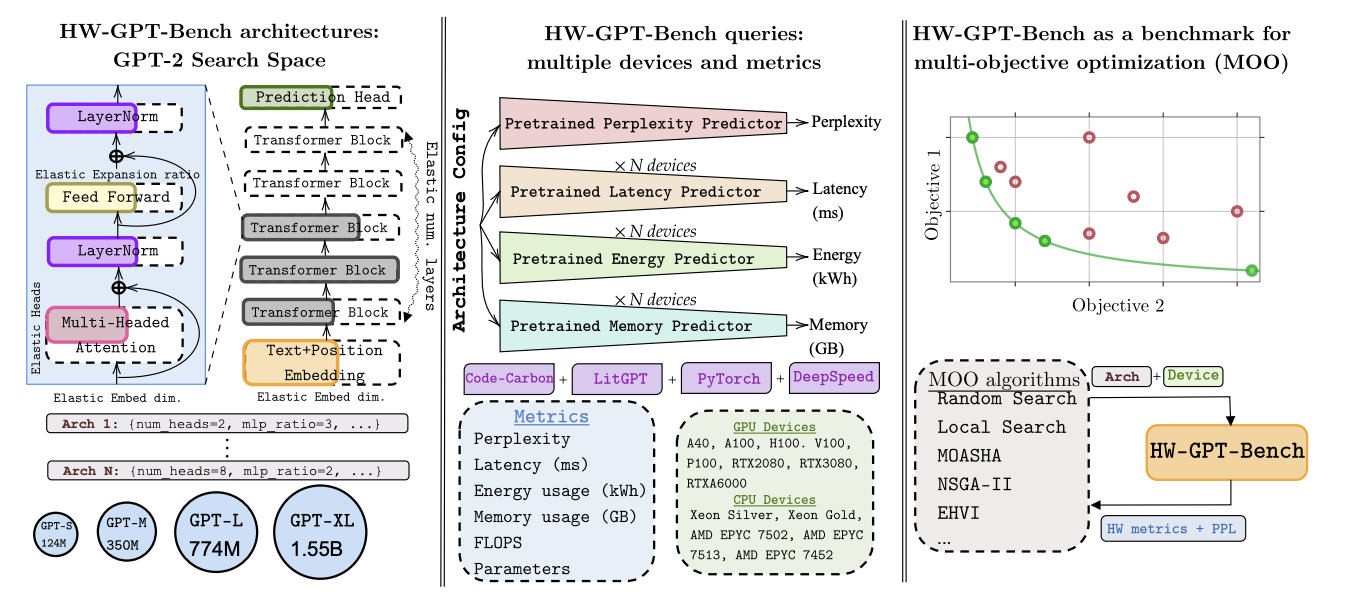 HW-GPT-Bench architectures:
GPT-2 Search Space
LayerNorm
Elastic Expansion ratio
Feed Forward
LayerNorm
Elastic Heads
Multi-Headed
Attention
Elastic Embed dim.
Prediction Head
Transformer Block
Transformer Block
Transformer Block
Transformer Block
Transformer Block
Text+Position
Embedding
Elastic Embed dim.
Elastic num. layers
Arch 1: {num_heads=2, mlp_ratio=3, ...}
⋮
Arch N: {num_heads=8, mlp_ratio=2, ...}
GPT-S
124M
GPT-M
350M
GPT-L
774M
GPT-XL
1.55B
HW-GPT-Bench queries:
multiple devices and metrics
Architecture Config
Pretrained Perplexity Predictor
Perplexity
× N devices
Pretrained Latency Predictor
Latency
(ms)
× N devices
Pretrained Energy Predictor
Energy
(kWh)
× N devices
Pretrained Memory Predictor
Memory
(GB)
Code-Carbon + LitGPT + PyTorch + DeepSpeed
Metrics
Perplexity
Latency (ms)
Energy usage (kWh)
Memory usage (GB)
FLOPS
Parameters
GPU Devices
A40, A100, H100. V100,
P100, RTX2080, RTX3080,
RTXA6000
CPU Devices
Xeon Silver, Xeon Gold,
AMD EPYC 7502, AMD EPYC
7513, AMD EPYC 7452
HW-GPT-Bench as a benchmark for
multi-objective optimization (MOO)
Objective 1
Objective 2
MOO algorithms
Random Search
Local Search
MOASHA
NSGA-II
EHVI
...
Arch + Device
HW-GPT-Bench
HW metrics + PPL